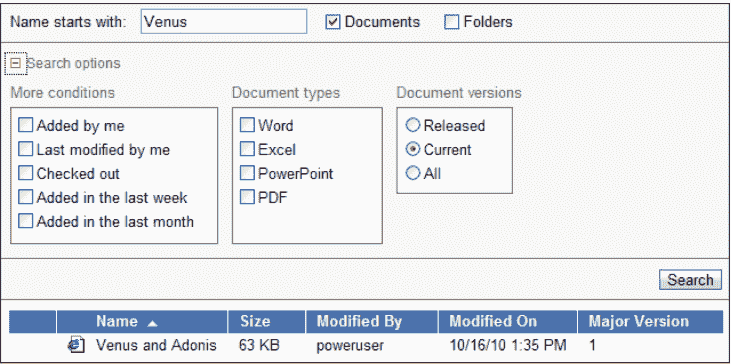 Name starts with: Venus Documents Folders
Search options
More conditions Document types Document versions
Added by me Word Released
Last modified by me Excel Current
Checked out PowerPoint All
Added in the last week PDF
Added in the last month
Search
Name Size Modified By Modified On Major Version
Venus and Adonis 63 KB poweruser 10/16/10 1:35 PM 1